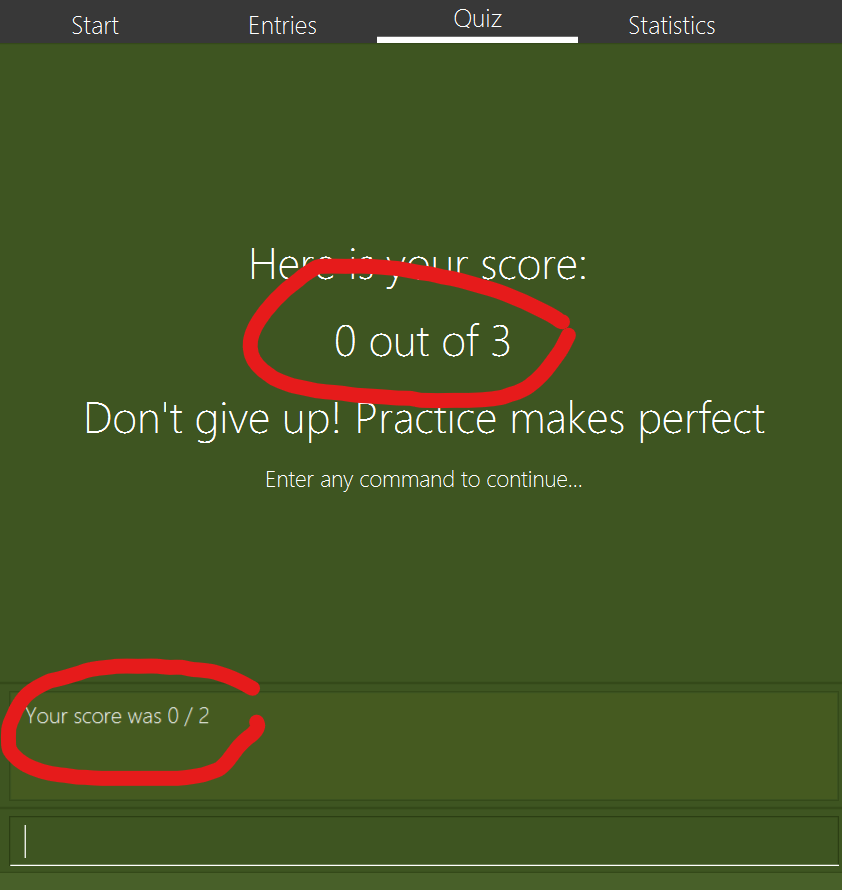 Start Entries Quiz Statistics
Here is your score:
0 out of 3
Don't give up! Practice makes perfect
Enter any command to continue...
Your score was 0 / 2